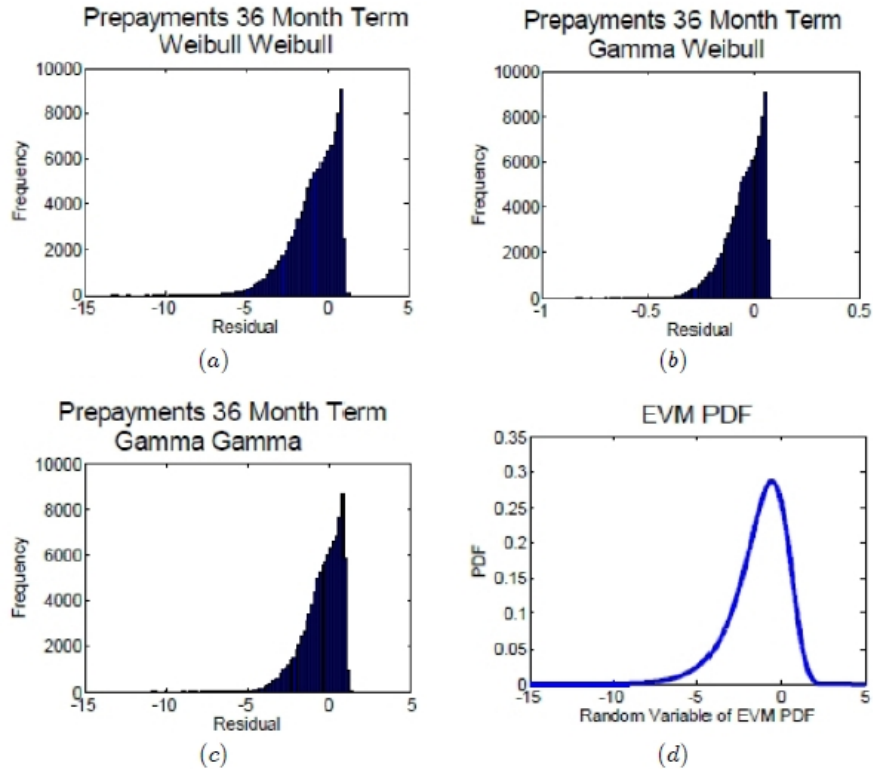 Prepayments 36 Month Term
Weibull Weibull
10000
8000
6000
4000
2000
0
Frequency
-15
-10
-5
0
5
Residual
(a)
Prepayments 36 Month Term
Gamma Weibull
10000
8000
6000
4000
2000
0
Frequency
-1
-0.5
0
0.5
Residual
(b)
Prepayments 36 Month Term
Gamma Gamma
10000
8000
6000
4000
2000
0
Frequency
-15
-10
-5
0
5
Residual
(c)
EVM PDF
0.35
0.3
0.25
0.2
0.15
0.1
0.05
0
PDF
-15
-10
-5
0
5
Random Variable of EVM PDF
(d)